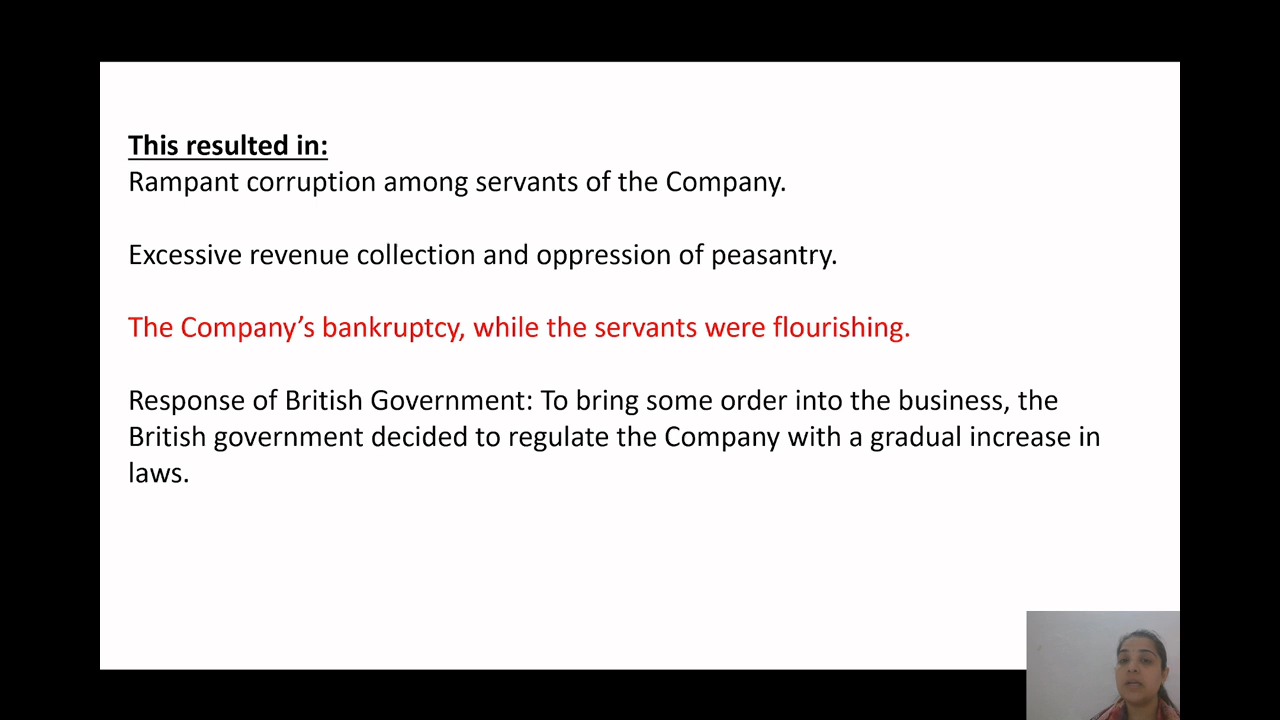 This resulted in:
Rampant corruption among servants of the Company.
Excessive revenue collection and oppression of peasantry.
The Company’s bankruptcy, while the servants were flourishing.
Response of British Government: To bring some order into the business, the
British government decided to regulate the Company with a gradual increase in
laws.